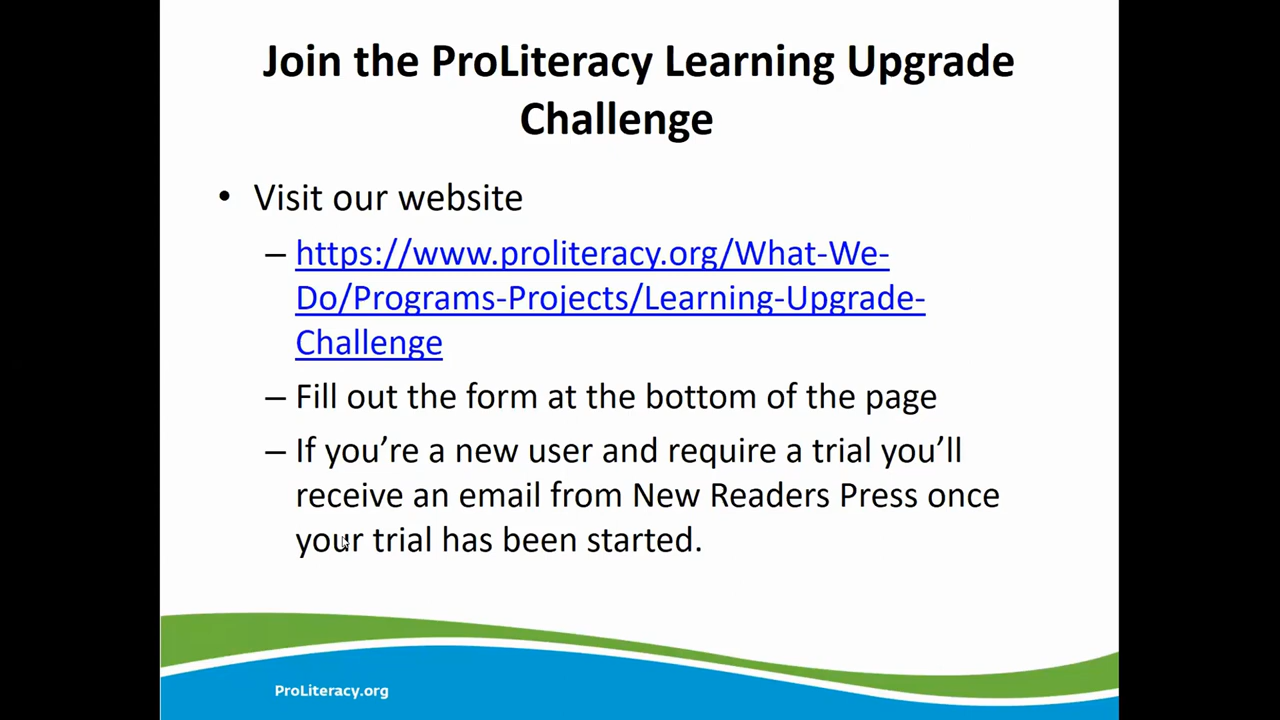 Join the ProLiteracy Learning Upgrade
Challenge
• Visit our website
– https://www.proliteracy.org/What-We-
Do/Programs-Projects/Learning-Upgrade-
Challenge
– Fill out the form at the bottom of the page
– If you’re a new user and require a trial you’ll
receive an email from New Readers Press once
your trial has been started.
ProLiteracy.org